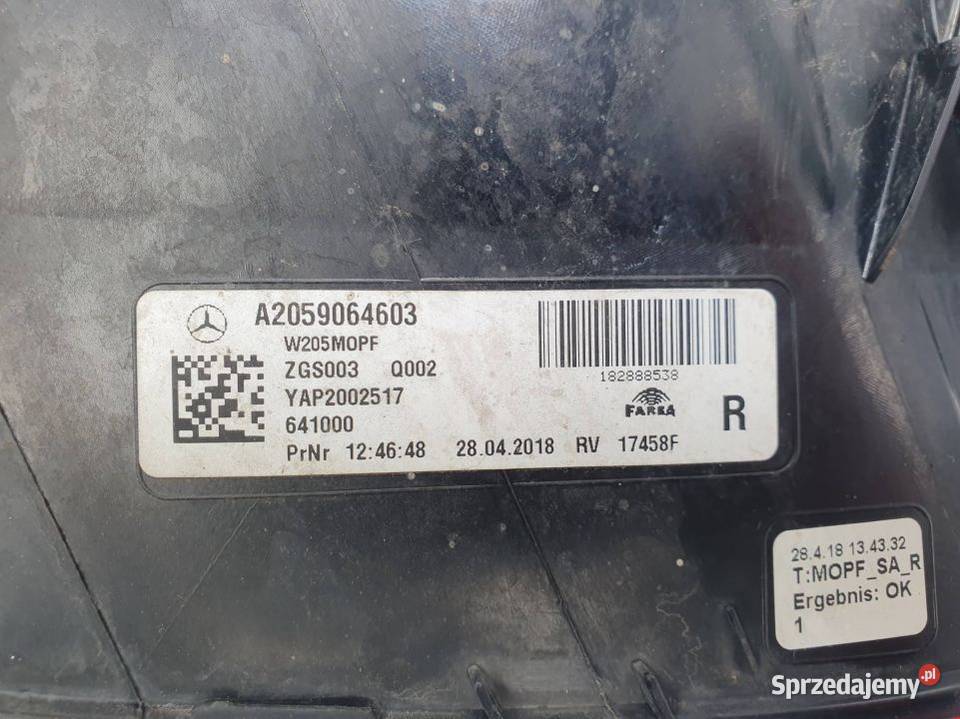 A2059064603
W205MOPF
ZGS003 Q002
YAP2002517
641000
PrNr 12:46:48 28.04.2018 RV 17458F
182888538
FARBA
R
28.4.18 13.43.32
T:MOPF_SA_R
Ergebnis: OK
1
Sprzedajemy.pl